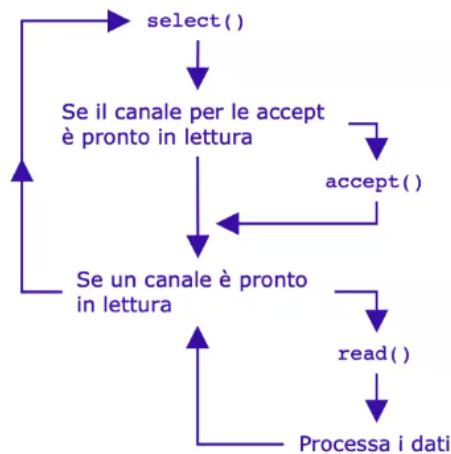 select()
Se il canale per le accept
è pronto in lettura
accept()
Se un canale è pronto
in lettura
read()
Processa i dati